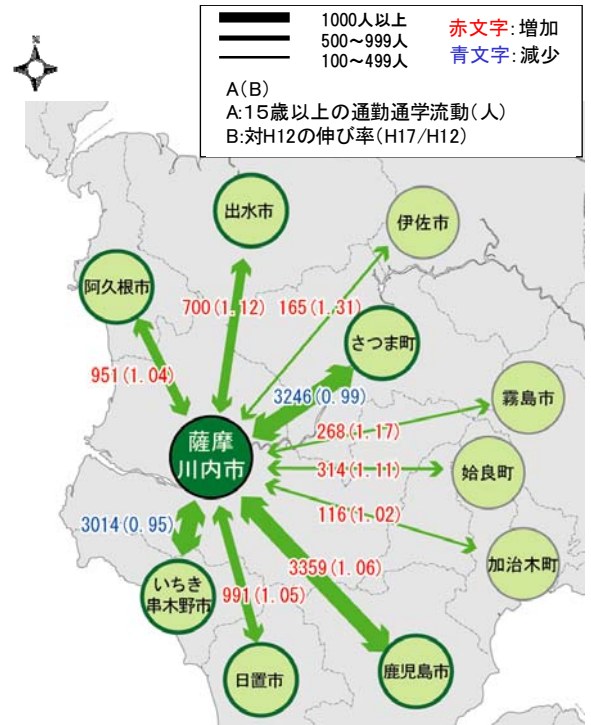 N
1000人以上
500～999人
100～499人
赤文字:増加
青文字:減少
A(B)
A:15歳以上の通勤通学流動(人)
B:対H12の伸び率(H17/H12)
出水市
伊佐市
阿久根市
700(1.12)
165(1.31)
さつま町
951(1.04)
3246(0.99)
霧島市
薩摩
川内市
268(1.17)
314(1.11)
姶良町
116(1.02)
3014(0.95)
加治木町
3359(1.06)
いちき
串木野市
991(1.05)
日置市
鹿児島市